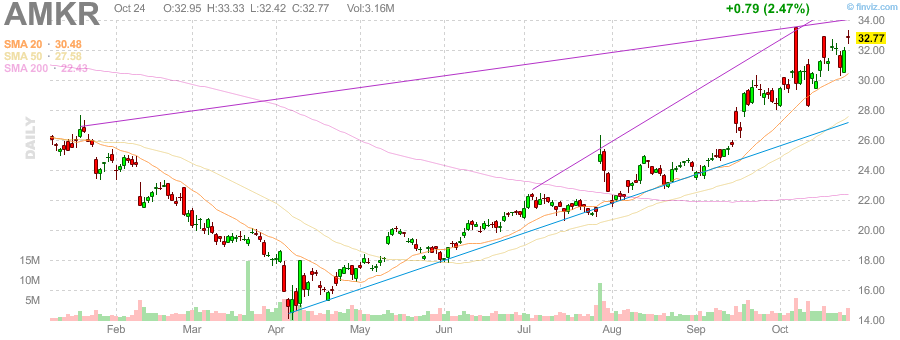 AMKR Oct 24 O:32.95 H:33.33 L:32.42 C:32.77 Vol:3.16M +0.79 (2.47%) © finviz.com
SMA 20 · 30.48
SMA 50 · 27.58
SMA 200 · 22.43
DAILY
34.00
32.77
32.00
30.00
28.00
26.00
24.00
22.00
20.00
18.00
16.00
14.00
15M
10M
5M
Feb Mar Apr May Jun Jul Aug Sep Oct